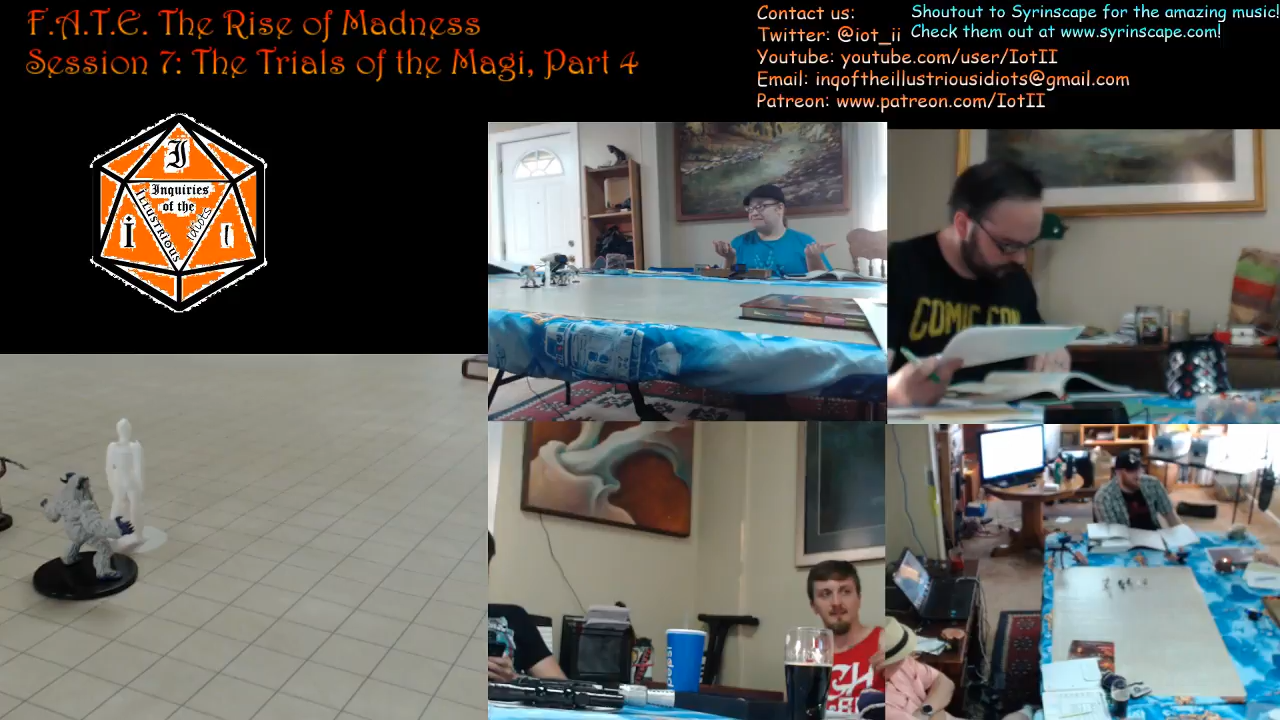 F.A.T.E. The Rise of Madness
Session 7: The Trials of the Magi, Part 4
Contact us:
Twitter: @iot_ii
Youtube: youtube.com/user/IotII
Email: inqoftheillustriousidiots@gmail.com
Patreon: www.patreon.com/IotII
Shoutout to Syrinscape for the amazing music!
Check them out at www.syrinscape.com!
I
Inquiries
of the
Illustrious
Idiots
i
I
COMIC CON
pepsi